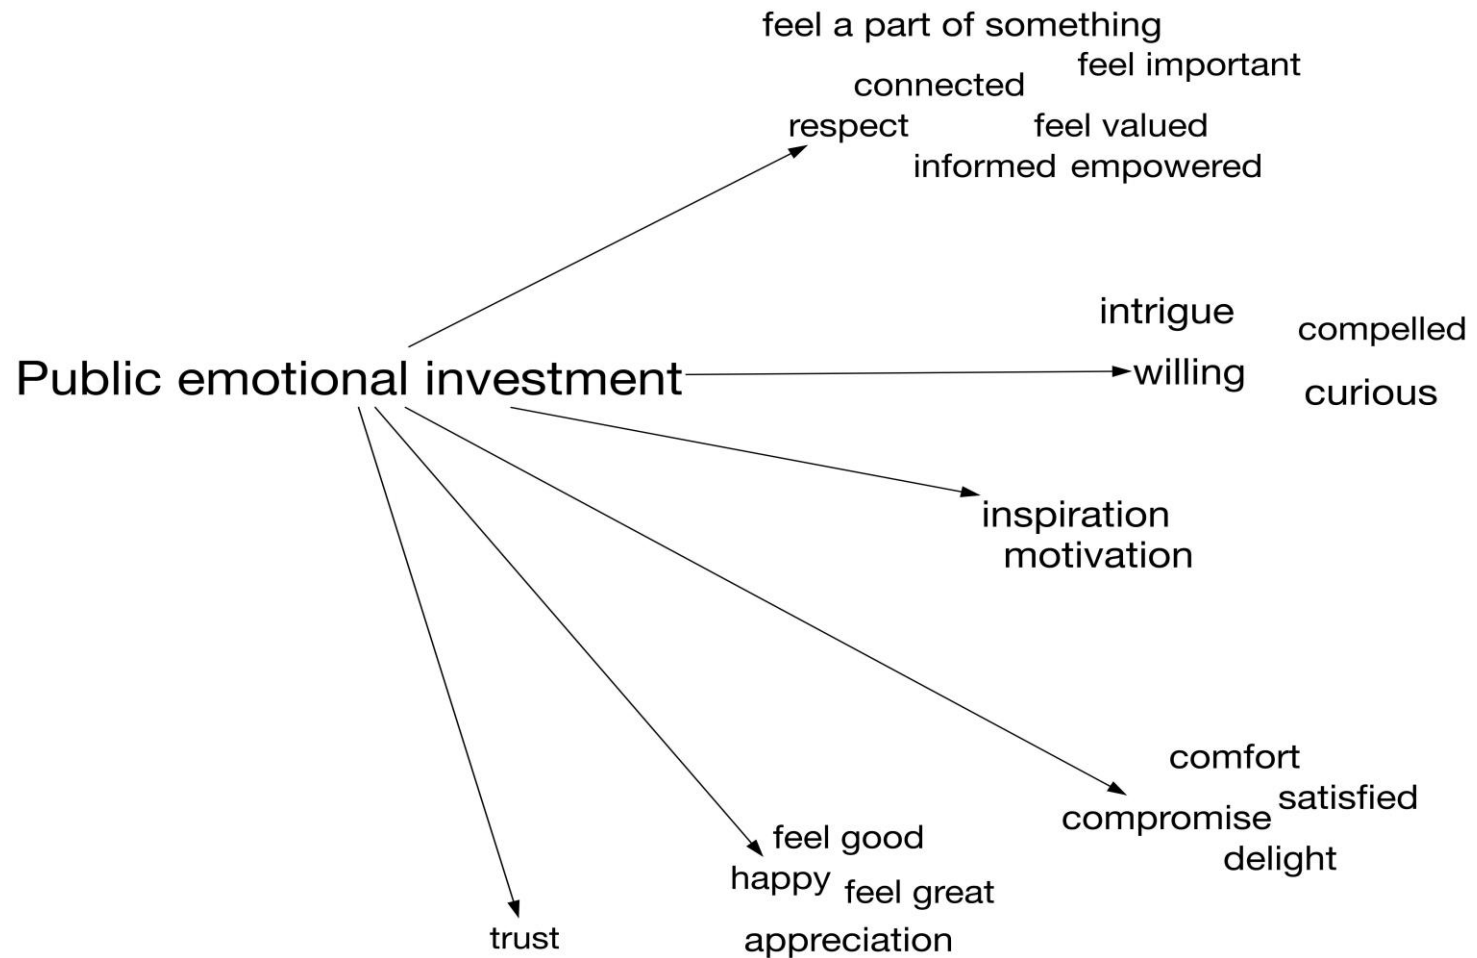 feel a part of something
feel important
connected
respect
feel valued
informed empowered
intrigue
compelled
Public emotional investment
willing
curious
inspiration
motivation
comfort
satisfied
compromise
delight
feel good
happy
feel great
trust
appreciation